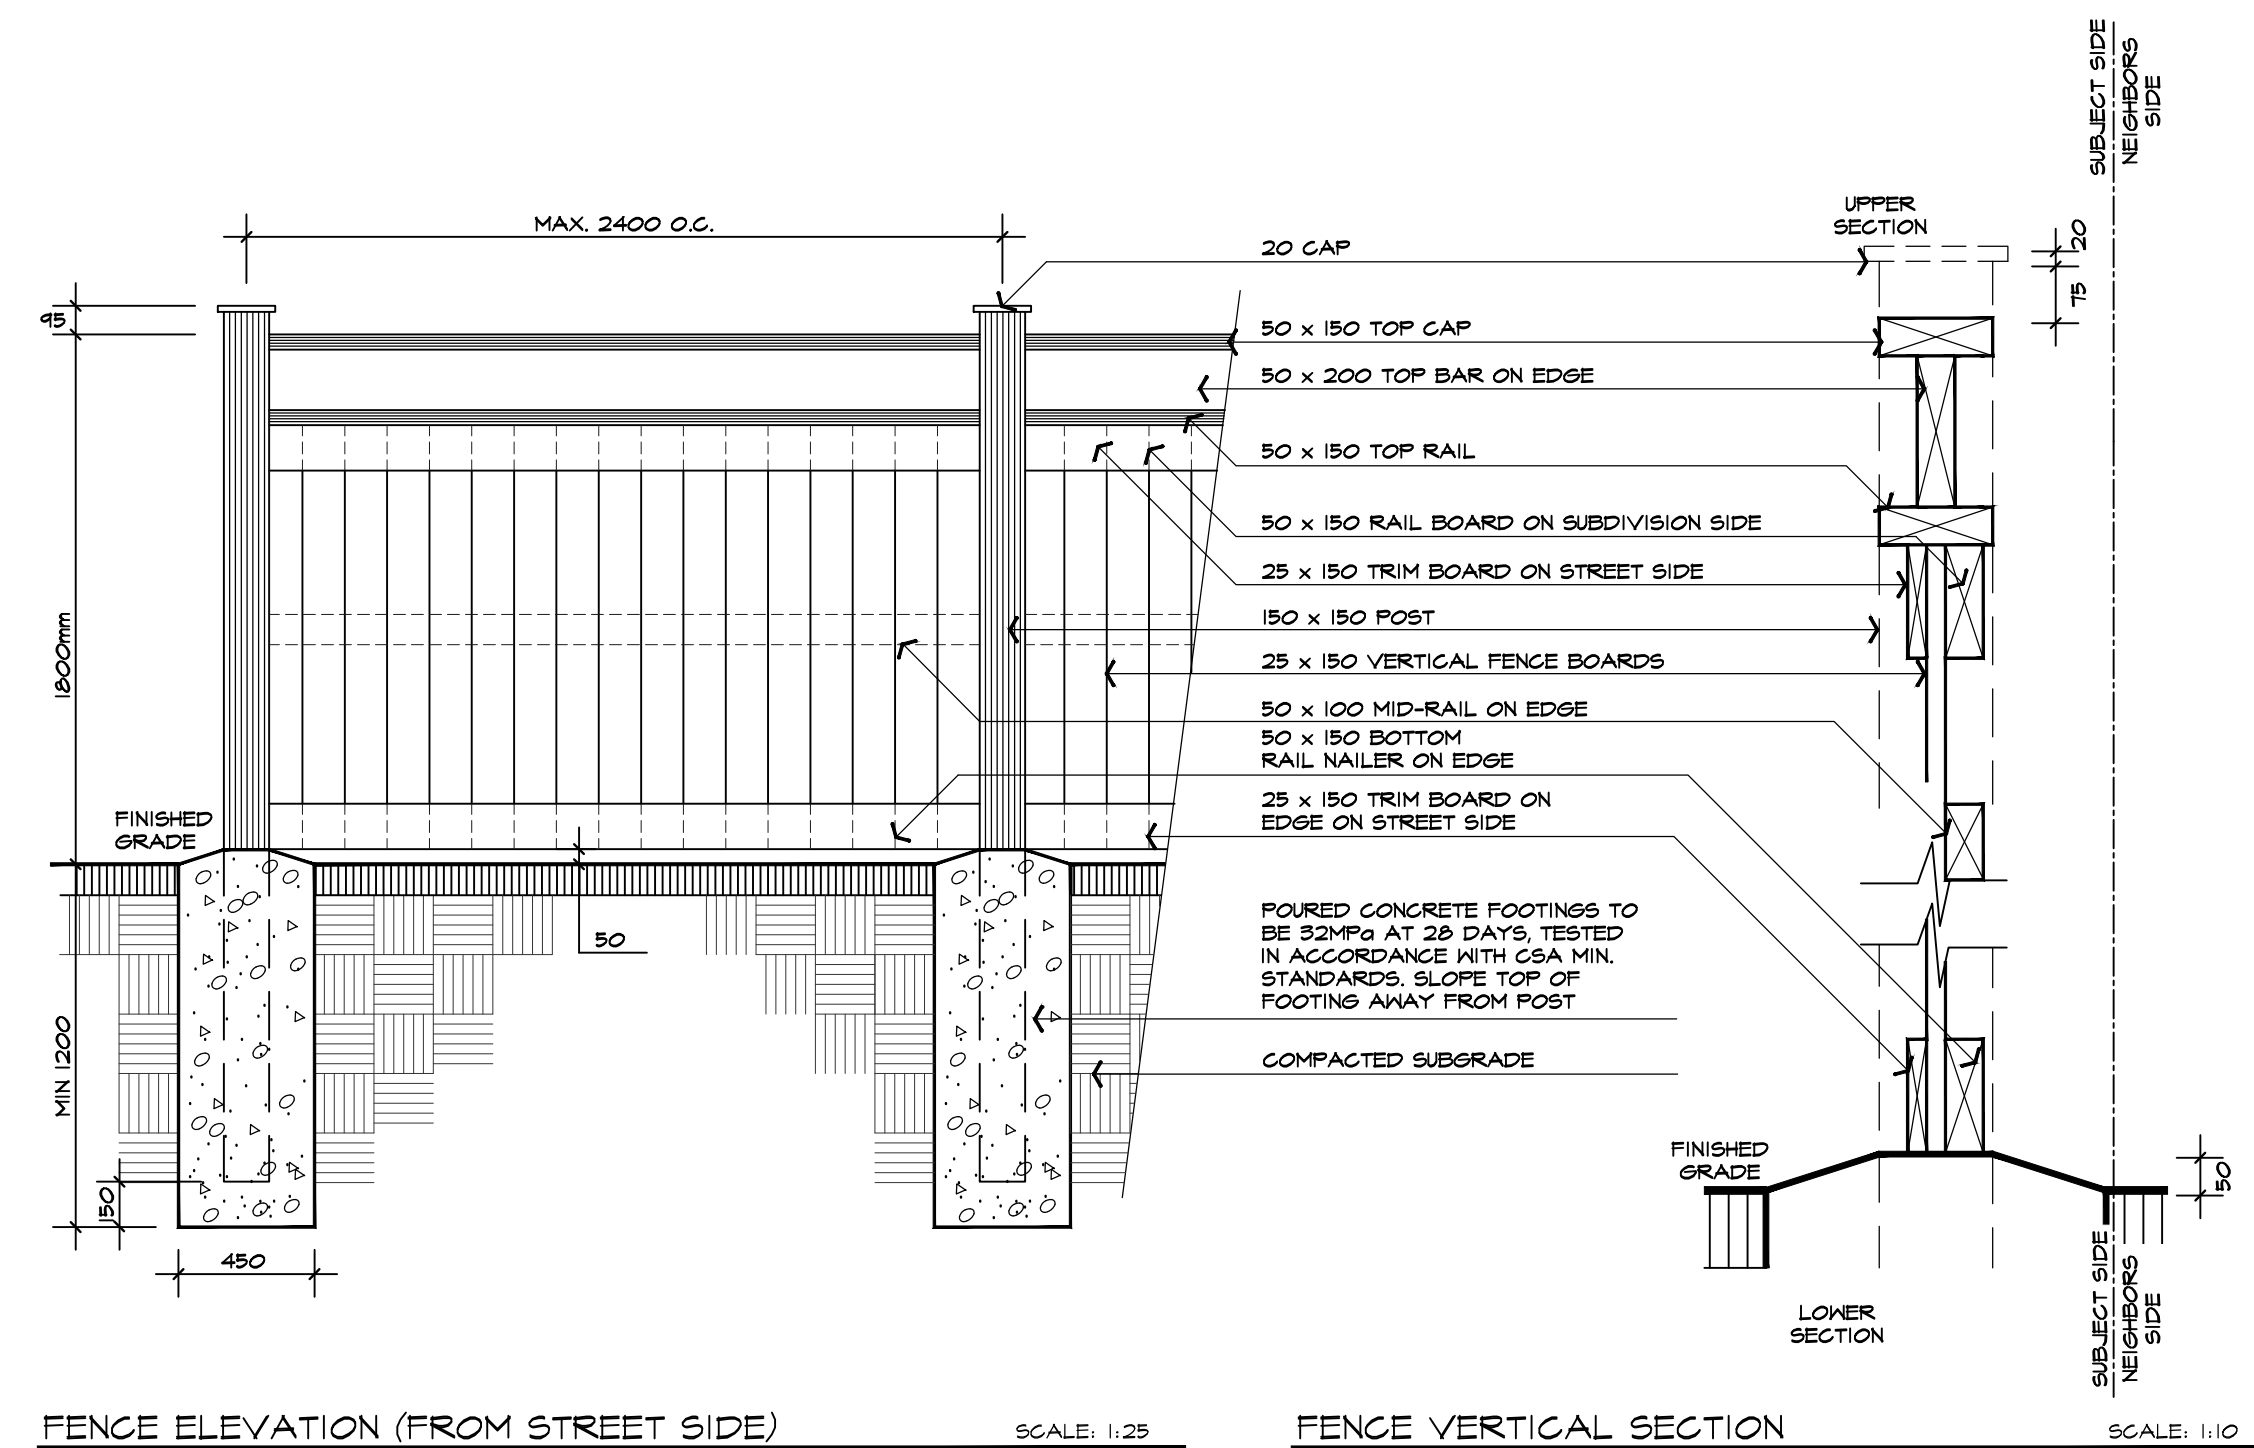 SUBJECT SIDE
NEIGHBORS
SIDE
UPPER
SECTION
20
75
MAX. 2400 O.C.
95
1800mm
FINISHED
GRADE
50
MIN 1200
150
450
20 CAP
50 x 150 TOP CAP
50 x 200 TOP BAR ON EDGE
50 x 150 TOP RAIL
50 x 150 RAIL BOARD ON SUBDIVISION SIDE
25 x 150 TRIM BOARD ON STREET SIDE
150 x 150 POST
25 x 150 VERTICAL FENCE BOARDS
50 x 100 MID-RAIL ON EDGE
50 x 150 BOTTOM
RAIL NAILER ON EDGE
25 x 150 TRIM BOARD ON
EDGE ON STREET SIDE
POURED CONCRETE FOOTINGS TO
BE 32MPa AT 28 DAYS, TESTED
IN ACCORDANCE WITH CSA MIN.
STANDARDS. SLOPE TOP OF
FOOTING AWAY FROM POST
COMPACTED SUBGRADE
FINISHED
GRADE
50
LOWER
SECTION
SUBJECT SIDE
NEIGHBORS
SIDE
FENCE ELEVATION (FROM STREET SIDE)
SCALE: 1:25
FENCE VERTICAL SECTION
SCALE: 1:10